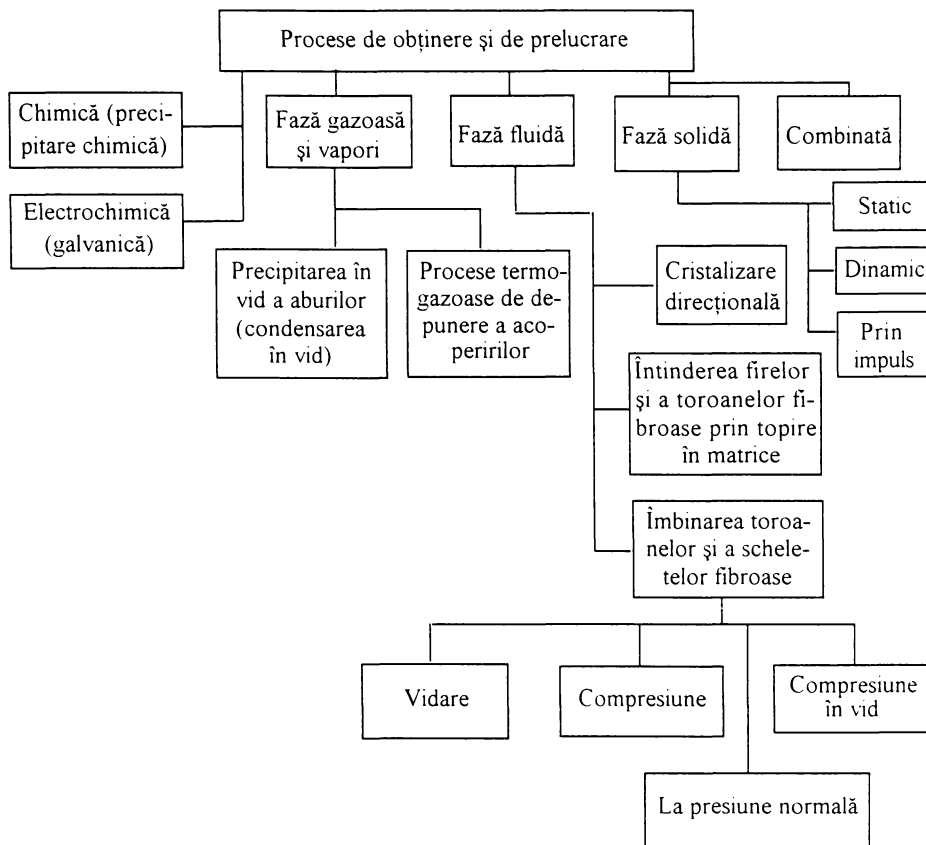 Procese de obținere și de prelucrare
Chimică (preci-
pitare chimică)
Fază gazoasă
și vapori
Fază fluidă
Fază solidă
Combinată
Electrochimică
(galvanică)
Static
Precipitarea în
vid a aburilor
(condensarea
în vid)
Procese termo-
gazoase de de-
punere a aco-
peririlor
Cristalizare
direcțională
Dinamic
Prin
impuls
Întinderea firelor
și a toroanelor fi-
broase prin topire
în matrice
Îmbinarea toroa-
nelor și a schele-
telor fibroase
Vidare
Compresiune
Compresiune
în vid
La presiune normală